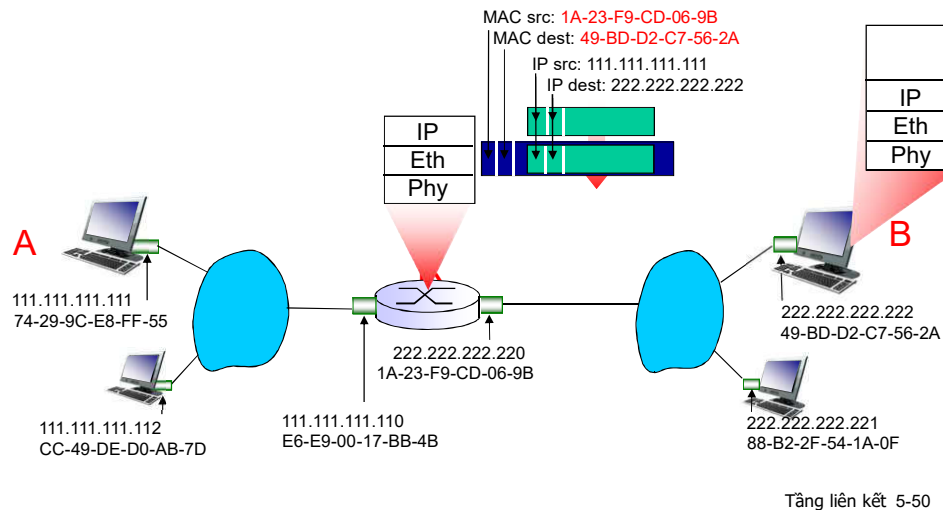 MAC src: 1A-23-F9-CD-06-9B
MAC dest: 49-BD-D2-C7-56-2A
IP src: 111.111.111.111
IP dest: 222.222.222.222
IP
Eth
Phy
IP
Eth
Phy
A
B
111.111.111.111
74-29-9C-E8-FF-55
222.222.222.222
49-BD-D2-C7-56-2A
222.222.222.220
1A-23-F9-CD-06-9B
111.111.111.112
CC-49-DE-D0-AB-7D
111.111.111.110
E6-E9-00-17-BB-4B
222.222.222.221
88-B2-2F-54-1A-0F
Tầng liên kết 5-50